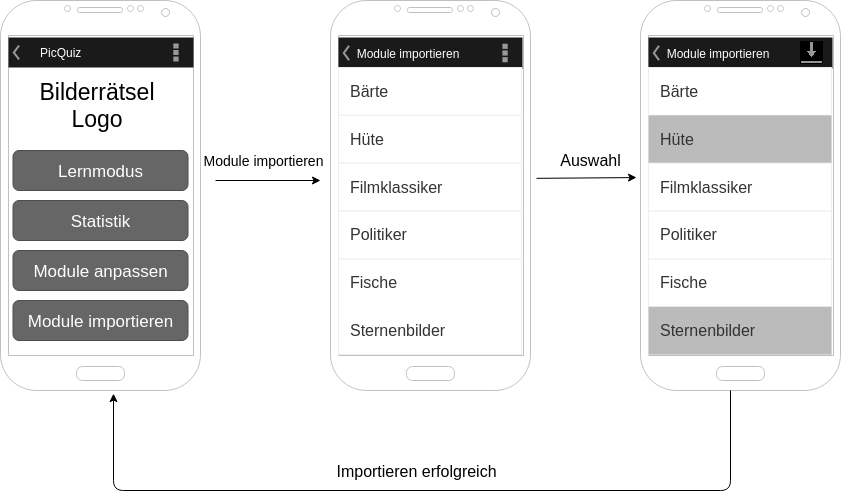 PicQuiz
Bilderrätsel
Logo
Lernmodus
Statistik
Module anpassen
Module importieren
Module importieren
Module importieren
Bärte
Hüte
Filmklassiker
Politiker
Fische
Sternenbilder
Auswahl
Module importieren
Bärte
Hüte
Filmklassiker
Politiker
Fische
Sternenbilder
Importieren erfolgreich